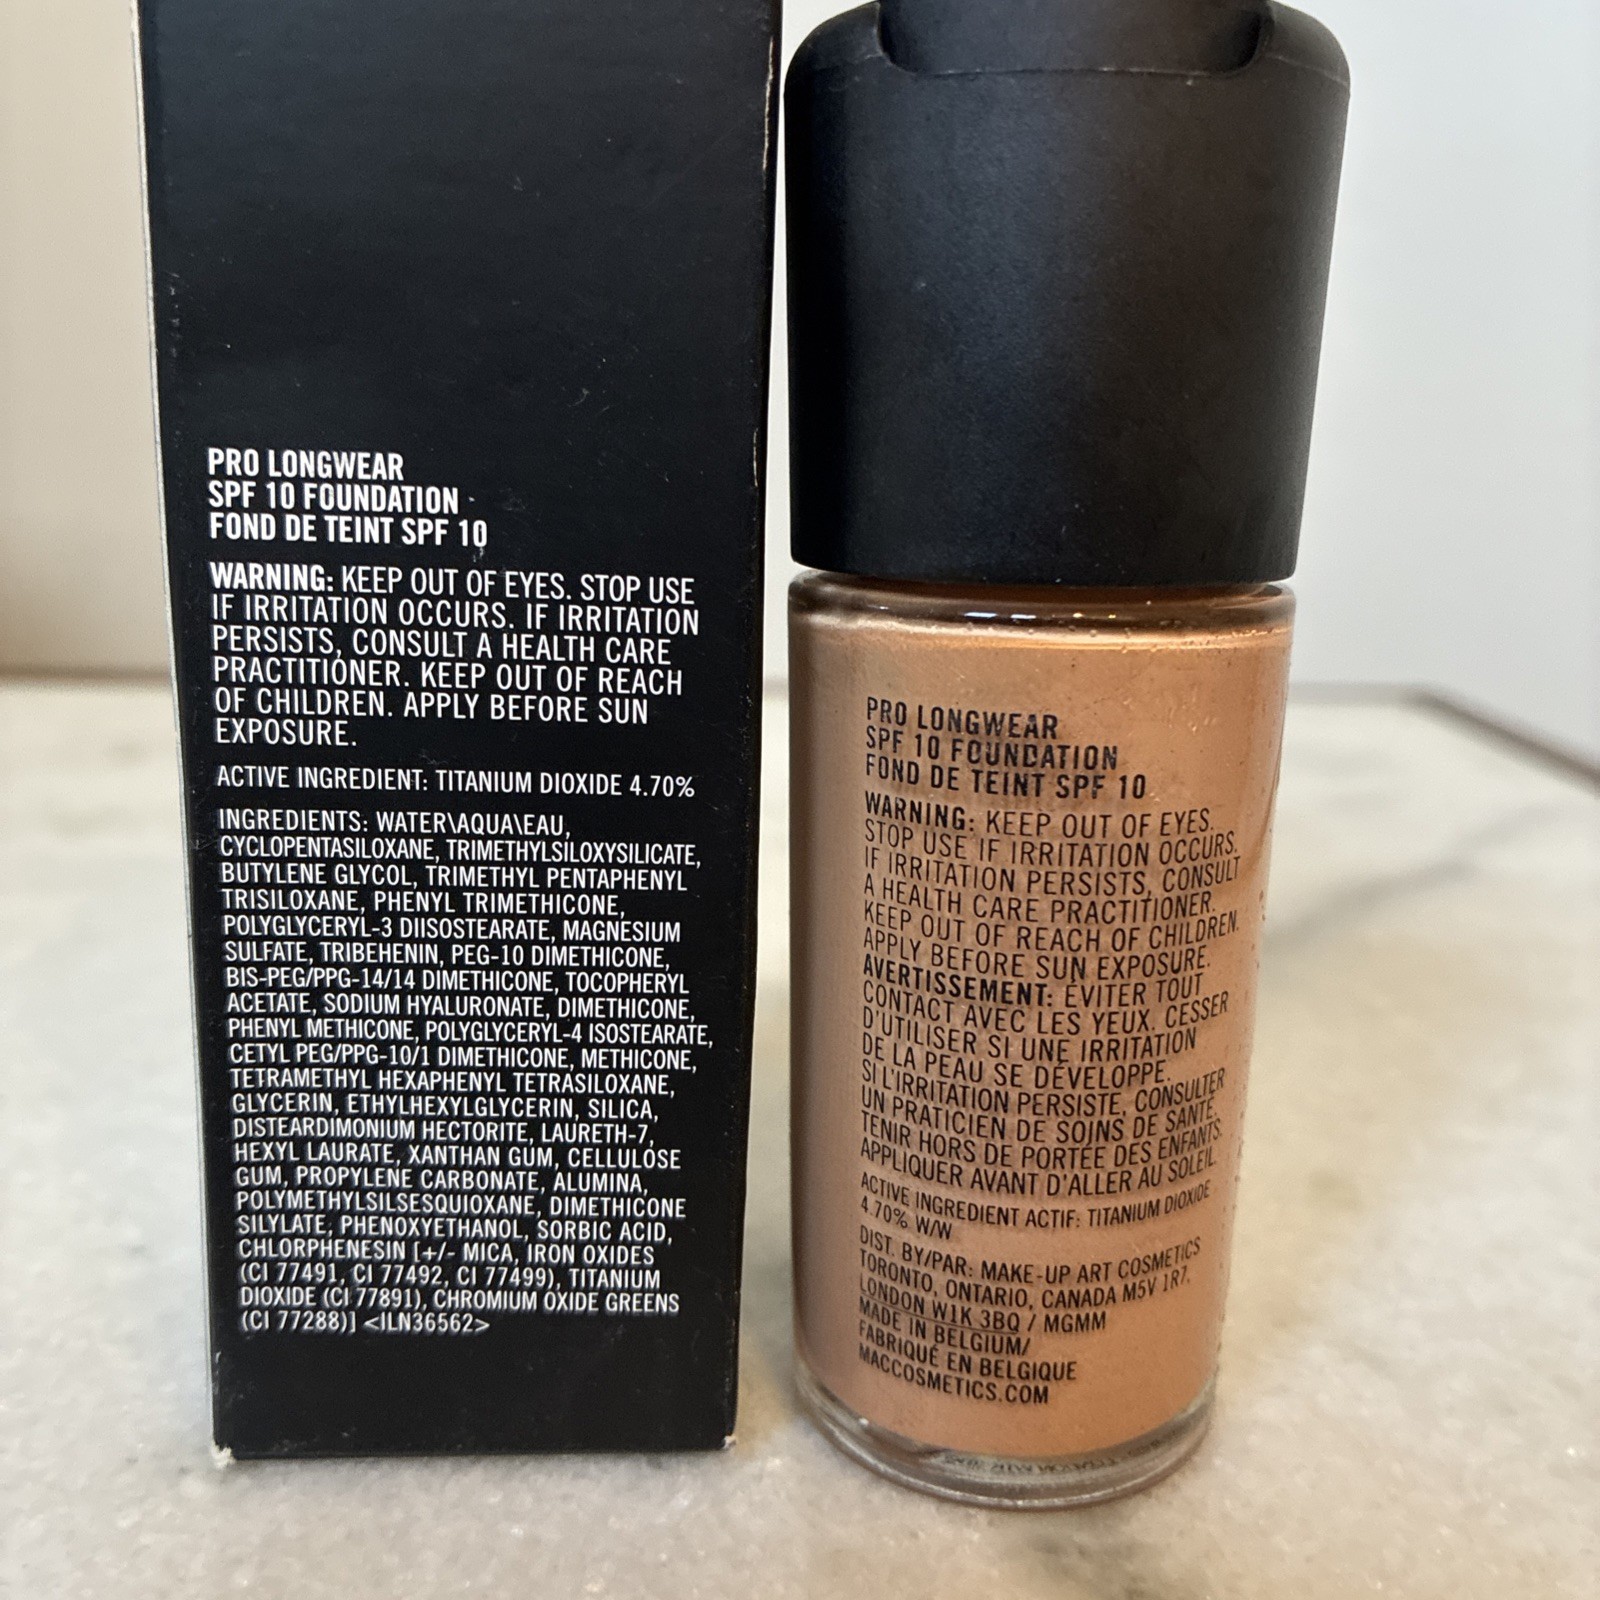 PRO LONGWEAR
SPF 10 FOUNDATION
FOND DE TEINT SPF 10
WARNING: KEEP OUT OF EYES. STOP USE
IF IRRITATION OCCURS. IF IRRITATION
PERSISTS, CONSULT A HEALTH CARE
PRACTITIONER. KEEP OUT OF REACH
OF CHILDREN. APPLY BEFORE SUN
EXPOSURE.
ACTIVE INGREDIENT: TITANIUM DIOXIDE 4.70%
INGREDIENTS: WATER\AQUA\EAU,
CYCLOPENTASILOXANE, TRIMETHYLSILOXYSILICATE,
BUTYLENE GLYCOL, TRIMETHYL PENTAPHENYL
TRISILOXANE, PHENYL TRIMETHICONE,
POLYGLYCERYL-3 DIISOSTEARATE, MAGNESIUM
SULFATE, TRIBEHENIN, PEG-10 DIMETHICONE,
BIS-PEG/PPG-14/14 DIMETHICONE, TOCOPHERYL
ACETATE, SODIUM HYALURONATE, DIMETHICONE,
PHENYL METHICONE, POLYGLYCERYL-4 ISOSTEARATE,
CETYL PEG/PPG-10/1 DIMETHICONE, METHICONE,
TETRAMETHYL HEXAPHENYL TETRASILOXANE,
GLYCERIN, ETHYLHEXYLGLYCERIN, SILICA,
DISTEARDIMONIUM HECTORITE, LAURETH-7,
HEXYL LAURATE, XANTHAN GUM, CELLULOSE
GUM, PROPYLENE CARBONATE, ALUMINA,
POLYMETHYLSILSESQUIOXANE, DIMETHICONE
SILYLATE, PHENOXYETHANOL, SORBIC ACID,
CHLORPHENESIN [+/- MICA, IRON OXIDES
(CI 77491, CI 77492, CI 77499), TITANIUM
DIOXIDE (CI 77891), CHROMIUM OXIDE GREENS
(CI 77288)] <ILN36562>
PRO LONGWEAR
SPF 10 FOUNDATION
FOND DE TEINT SPF 10
WARNING: KEEP OUT OF EYES.
STOP USE IF IRRITATION OCCURS.
IF IRRITATION PERSISTS, CONSULT
A HEALTH CARE PRACTITIONER.
KEEP OUT OF REACH OF CHILDREN.
APPLY BEFORE SUN EXPOSURE.
AVERTISSEMENT: ÉVITER TOUT
CONTACT AVEC LES YEUX. CESSER
D'UTILISER SI UNE IRRITATION
DE LA PEAU SE DÉVELOPPE.
SI L'IRRITATION PERSISTE, CONSULTER
UN PRATICIEN DE SOINS DE SANTÉ.
TENIR HORS DE PORTÉE DES ENFANTS.
APPLIQUER AVANT D'ALLER AU SOLEIL.
ACTIVE INGREDIENT ACTIF: TITANIUM DIOXIDE
4.70% W/W
DIST. BY/PAR: MAKE-UP ART COSMETICS
TORONTO, ONTARIO, CANADA M5V 1R7,
LONDON W1K 3BQ / MGMM
MADE IN BELGIUM/
FABRIQUÉ EN BELGIQUE
MACCOSMETICS.COM